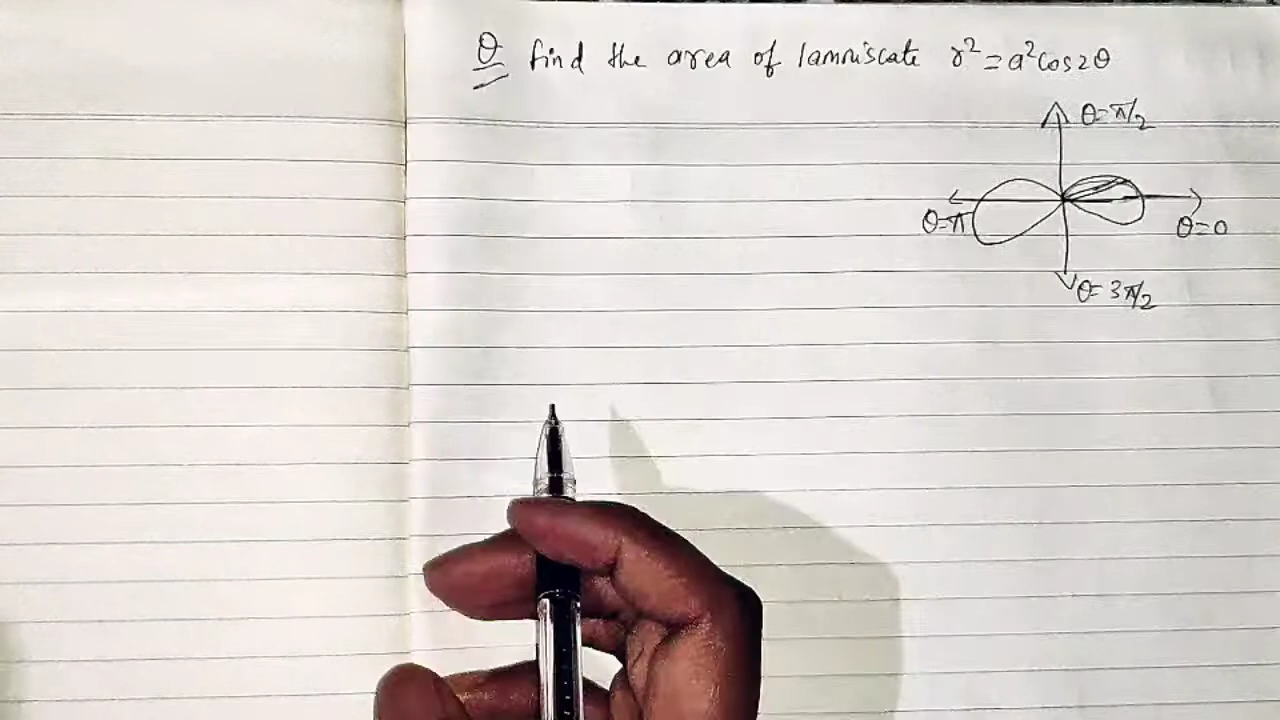 Q find the area of lamniscate r² = a²cos2θ
θ=π/2
θ=π
θ=0
θ=3π/2